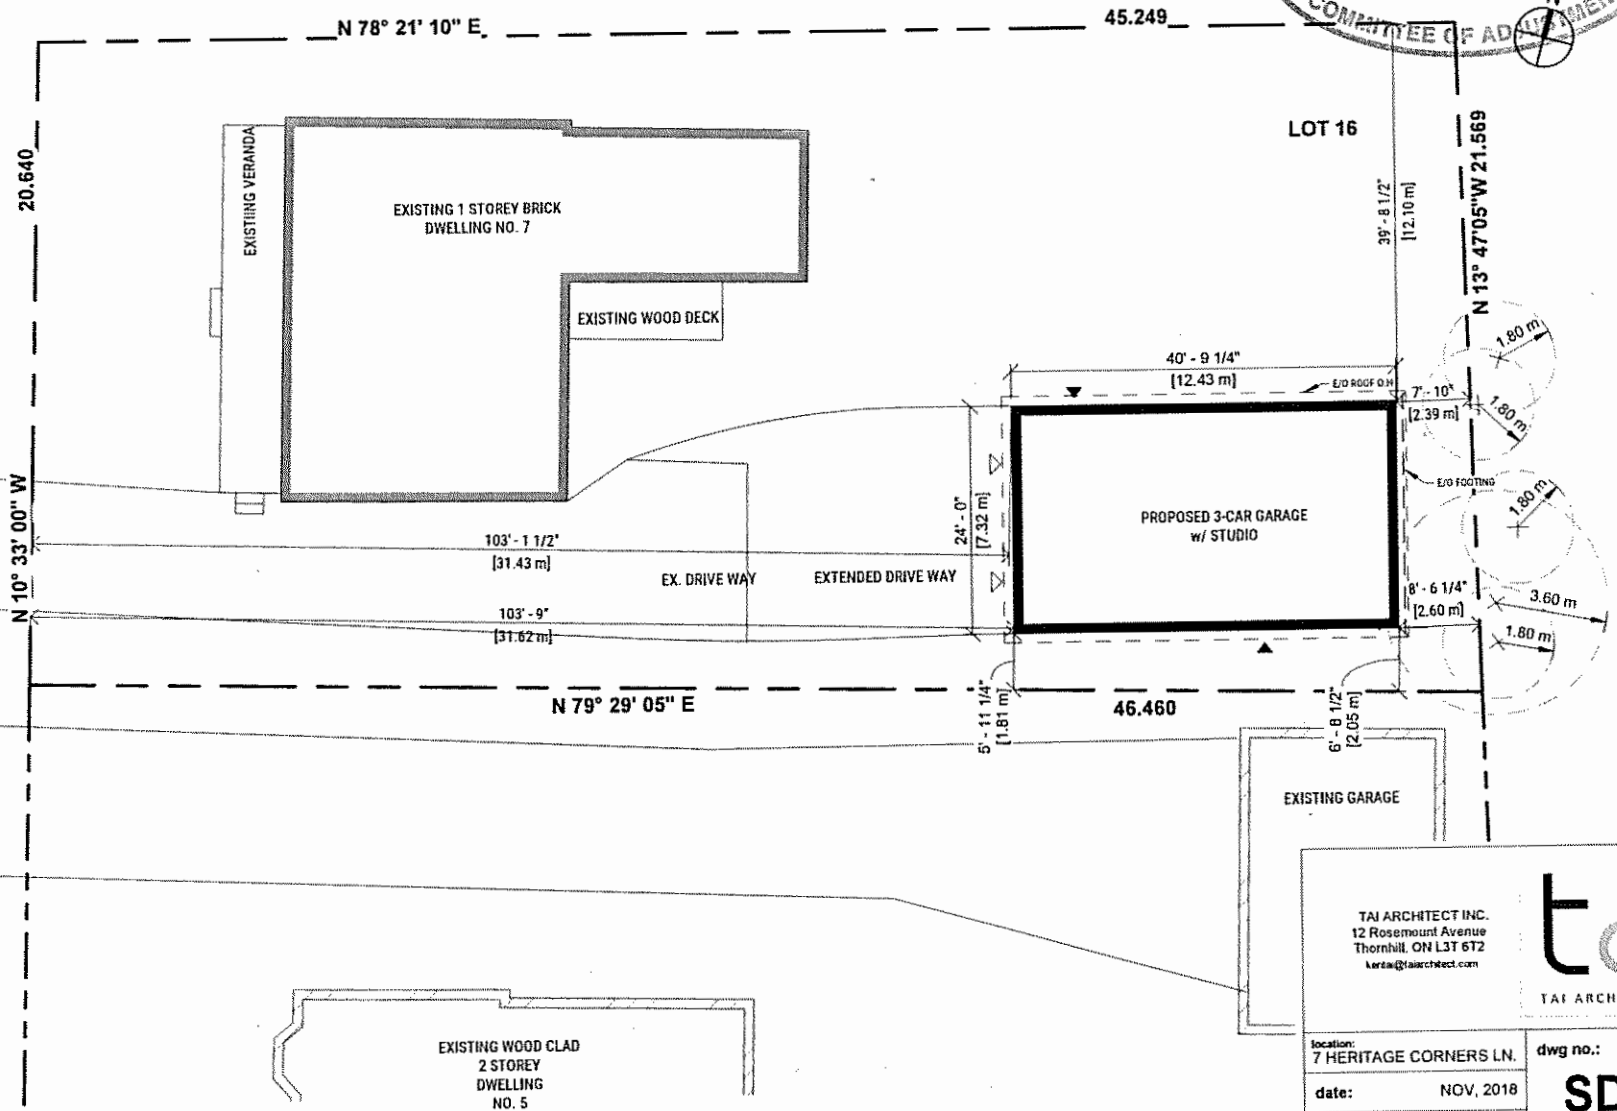 COMMITTEE OF ADJUSTMENT
N 78° 21' 10" E
45.249
20.640
LOT 16
N 13° 47'05"W 21.569
EXISTIING VERANDA
EXISTING 1 STOREY BRICK
DWELLING NO. 7
39' - 8 1/2"
[12.10 m]
EXISTING WOOD DECK
1.80 m
40' - 9 1/4"
[12.43 m]
E/O ROOF O.H
7' - 10"
[2.39 m]
1.80 m
N 10° 33' 00" W
24' - 0"
[7.32 m]
E/O FOOTING
1.80 m
PROPOSED 3-CAR GARAGE
w/ STUDIO
103' - 1 1/2"
[31.43 m]
EX. DRIVE WAY
EXTENDED DRIVE WAY
8' - 6 1/4"
[2.60 m]
3.60 m
103' - 9"
[31.62 m]
1.80 m
N 79° 29' 05" E
5' - 11 1/4"
[1.81 m]
46.460
6' - 8 1/2"
[2.05 m]
EXISTING GARAGE
TAI ARCHITECT INC.
12 Rosemount Avenue
Thornhill, ON L3T 6T2
kentai@taiarchitect.com
t
TAI ARCH
EXISTING WOOD CLAD
2 STOREY
DWELLING
NO. 5
location:
7 HERITAGE CORNERS LN.
dwg no.:
date: NOV, 2018
SD